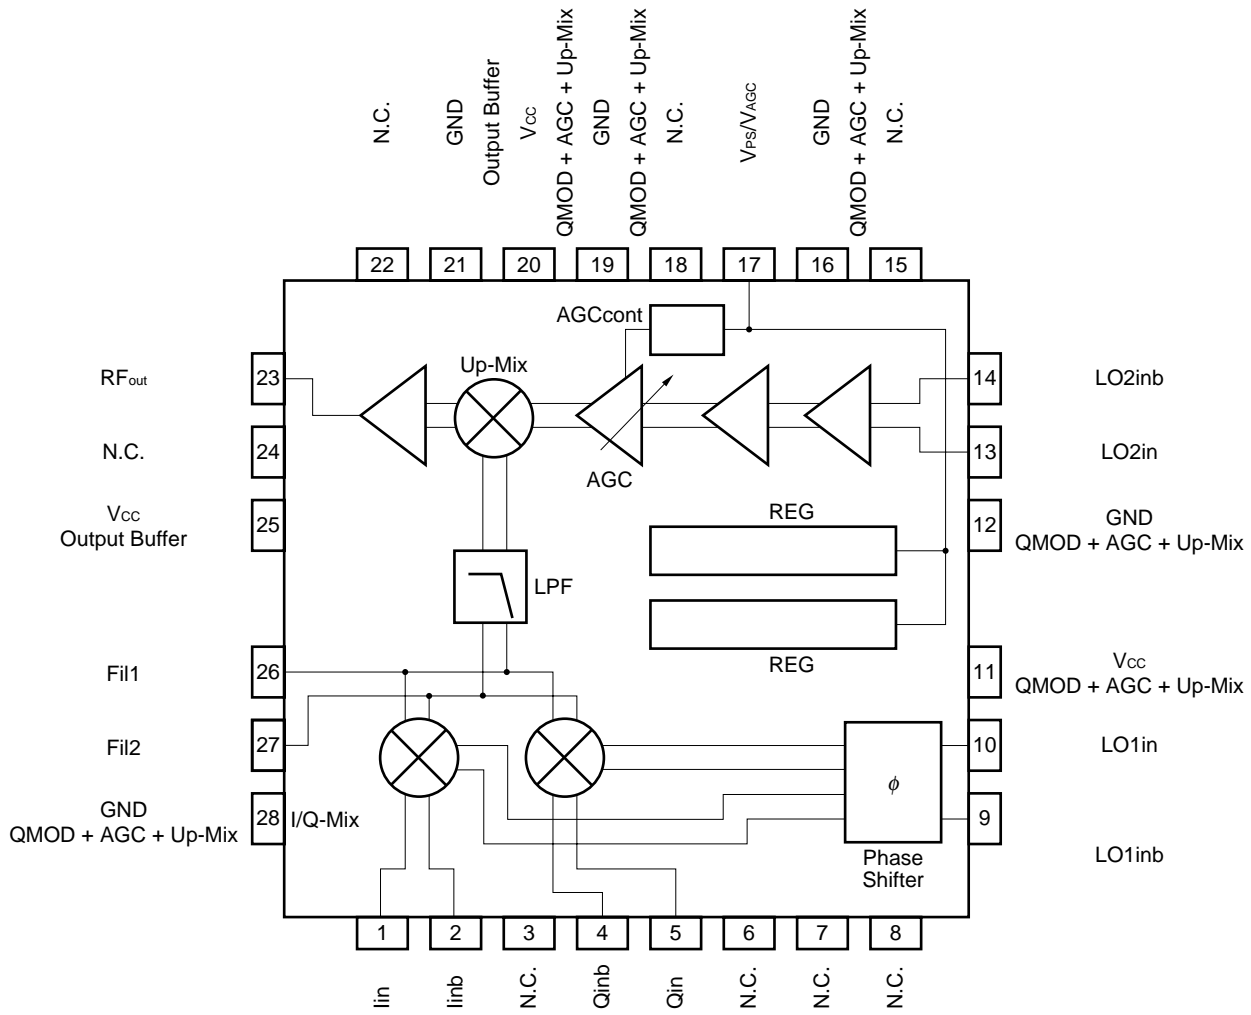 N.C.
GND
Output Buffer
VCC
QMOD + AGC + Up-Mix
GND
QMOD + AGC + Up-Mix
N.C.
VPS/VAGC
GND
QMOD + AGC + Up-Mix
N.C.
22
21
20
19
18
17
16
15
AGCcont
Up-Mix
AGC
RFout
23
14
LO2inb
N.C.
24
13
LO2in
VCC
Output Buffer
25
REG
12
GND
QMOD + AGC + Up-Mix
LPF
REG
Fil1
26
11
VCC
QMOD + AGC + Up-Mix
Fil2
27
10
LO1in
ϕ
GND
QMOD + AGC + Up-Mix
28
I/Q-Mix
9
LO1inb
Phase
Shifter
1
2
3
4
5
6
7
8
Iin
Iinb
N.C.
Qinb
Qin
N.C.
N.C.
N.C.